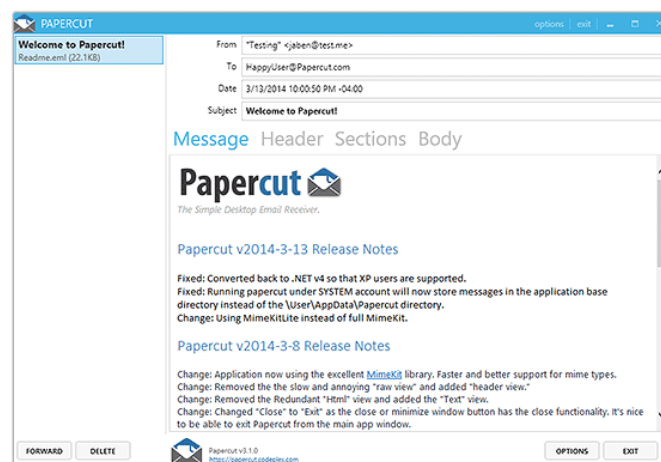 PAPERCUT
options exit
Welcome to Papercut!
Readme.eml (22.1KB)
From "Testing" <jaben@test.me>
To HappyUser@Papercut.com
Date 3/13/2014 10:00:50 PM -04:00
Subject Welcome to Papercut!
Message Header Sections Body
Papercut
The Simple Desktop Email Receiver.
Papercut v2014-3-13 Release Notes
Fixed: Converted back to .NET v4 so that XP users are supported.
Fixed: Running papercut under SYSTEM account will now store messages in the application base
directory instead of the \User\AppData\Papercut directory.
Change: Using MimeKitLite instead of full MimeKit.
Papercut v2014-3-8 Release Notes
Change: Application now using the excellent MimeKit library. Faster and better support for mime types.
Change: Removed the the slow and annoying "raw view" and added "header view."
Change: Removed the Redundant "Html" view and added the "Text" view.
Change: Changed "Close" to "Exit" as the close or minimize window button has the close functionality. It's nice
to be able to exit Papercut from the main app window.
FORWARD DELETE
Papercut v3.1.0
https://papercut.codeplex.com
OPTIONS EXIT